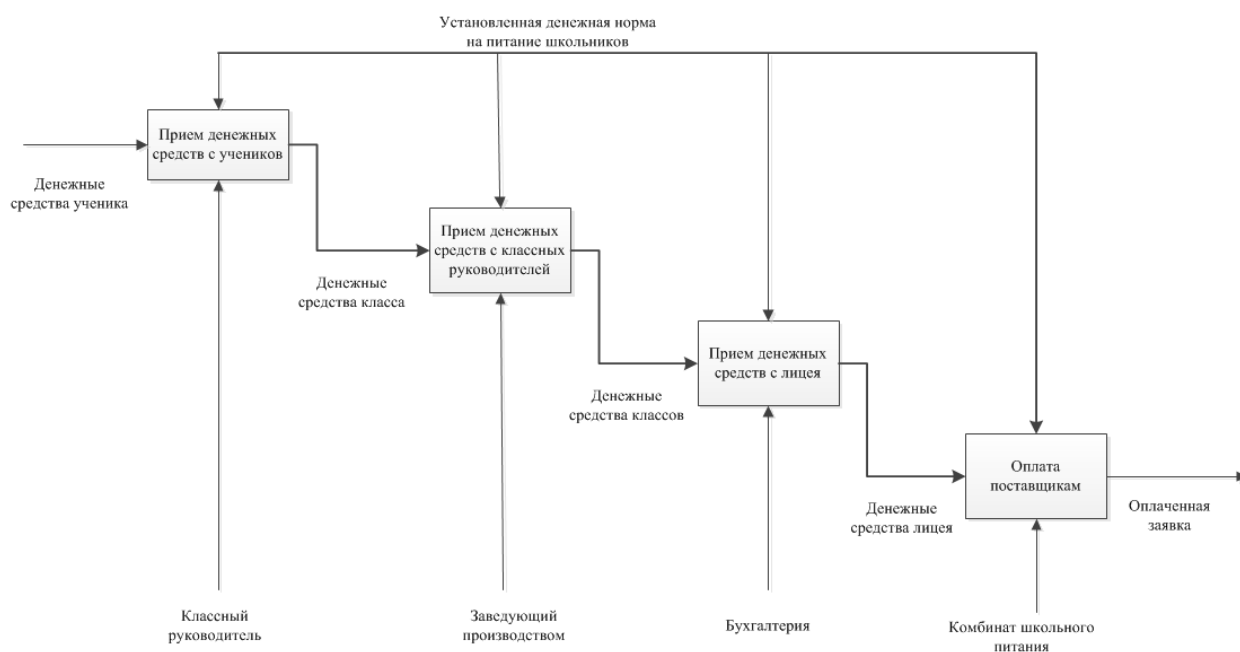 Установленная денежная норма
на питание школьников
Прием денежных
средств с учеников
Денежные
средства ученика
Прием денежных
средств с классных
руководителей
Денежные
средства класса
Прием денежных
средств с лицея
Денежные
средства классов
Оплата
поставщикам
Денежные
средства лицея
Оплаченная
заявка
Классный
руководитель
Заведующий
производством
Бухгалтерия
Комбинат школьного
питания